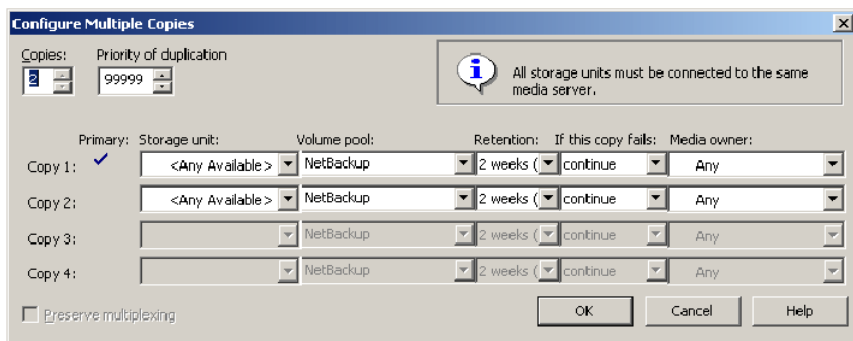 Configure Multiple Copies
Copies: Priority of duplication
2 99999
All storage units must be connected to the same
media server.
Primary: Storage unit: Volume pool: Retention: If this copy fails: Media owner:
Copy 1: <Any Available> NetBackup 2 weeks ( continue Any
Copy 2: <Any Available> NetBackup 2 weeks ( continue Any
Copy 3: NetBackup 2 weeks ( continue Any
Copy 4: NetBackup 2 weeks ( continue Any
Preserve multiplexing
OK Cancel Help